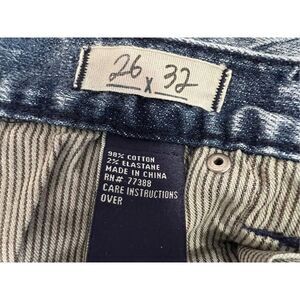 26 x 32
98% COTTON
2% ELASTANE
MADE IN CHINA
RN# 77388
CARE INSTRUCTIONS
OVER